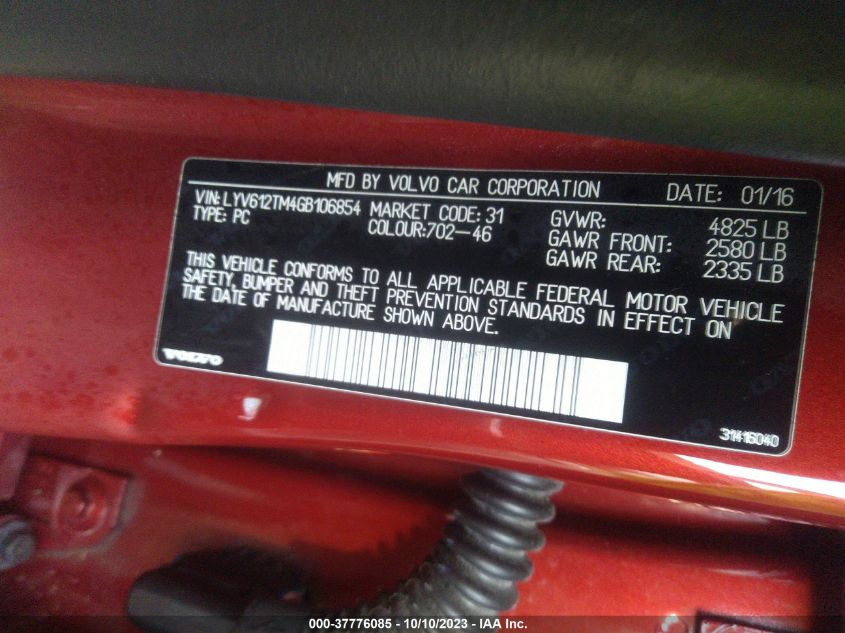 MFD BY VOLVO CAR CORPORATION DATE: 01/16
VIN: LYV612TM4GB106854 MARKET CODE: 31 GVWR: 4825 LB
TYPE: PC COLOUR:702-46 GAWR FRONT: 2580 LB
GAWR REAR: 2335 LB
THIS VEHICLE CONFORMS TO ALL APPLICABLE FEDERAL MOTOR VEHICLE
SAFETY, BUMPER AND THEFT PREVENTION STANDARDS IN EFFECT ON
THE DATE OF MANUFACTURE SHOWN ABOVE.
VOLVO
31416040
000-37776085 - 10/10/2023 - IAA Inc.